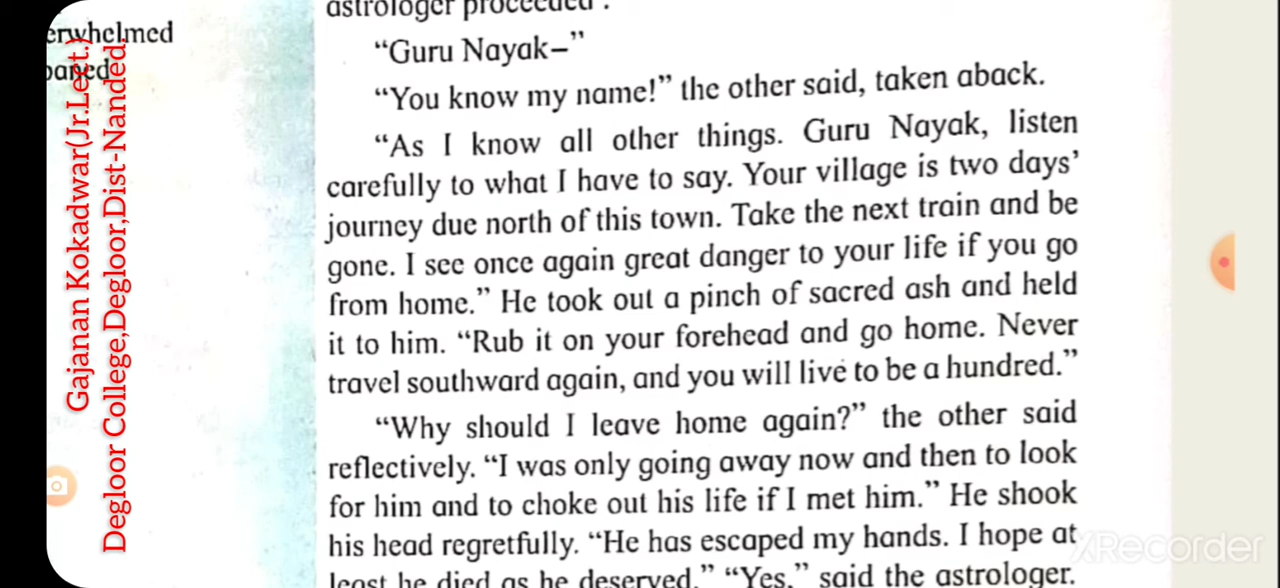 astrologer proceeded :
erwhelmed
“Guru Nayak–”
“You know my name!” the other said, taken aback.
“As I know all other things. Guru Nayak, listen
carefully to what I have to say. Your village is two days’
journey due north of this town. Take the next train and be
gone. I see once again great danger to your life if you go
from home.” He took out a pinch of sacred ash and held
it to him. “Rub it on your forehead and go home. Never
travel southward again, and you will live to be a hundred.”
“Why should I leave home again?” the other said
reflectively. “I was only going away now and then to look
for him and to choke out his life if I met him.” He shook
his head regretfully. “He has escaped my hands. I hope at
least he died as he deserved.” “Yes,” said the astrologer.
Gajanan Kokadwar(Jr.Lect.)
Degloor College,Degloor,Dist-Nanded.
XRecorder